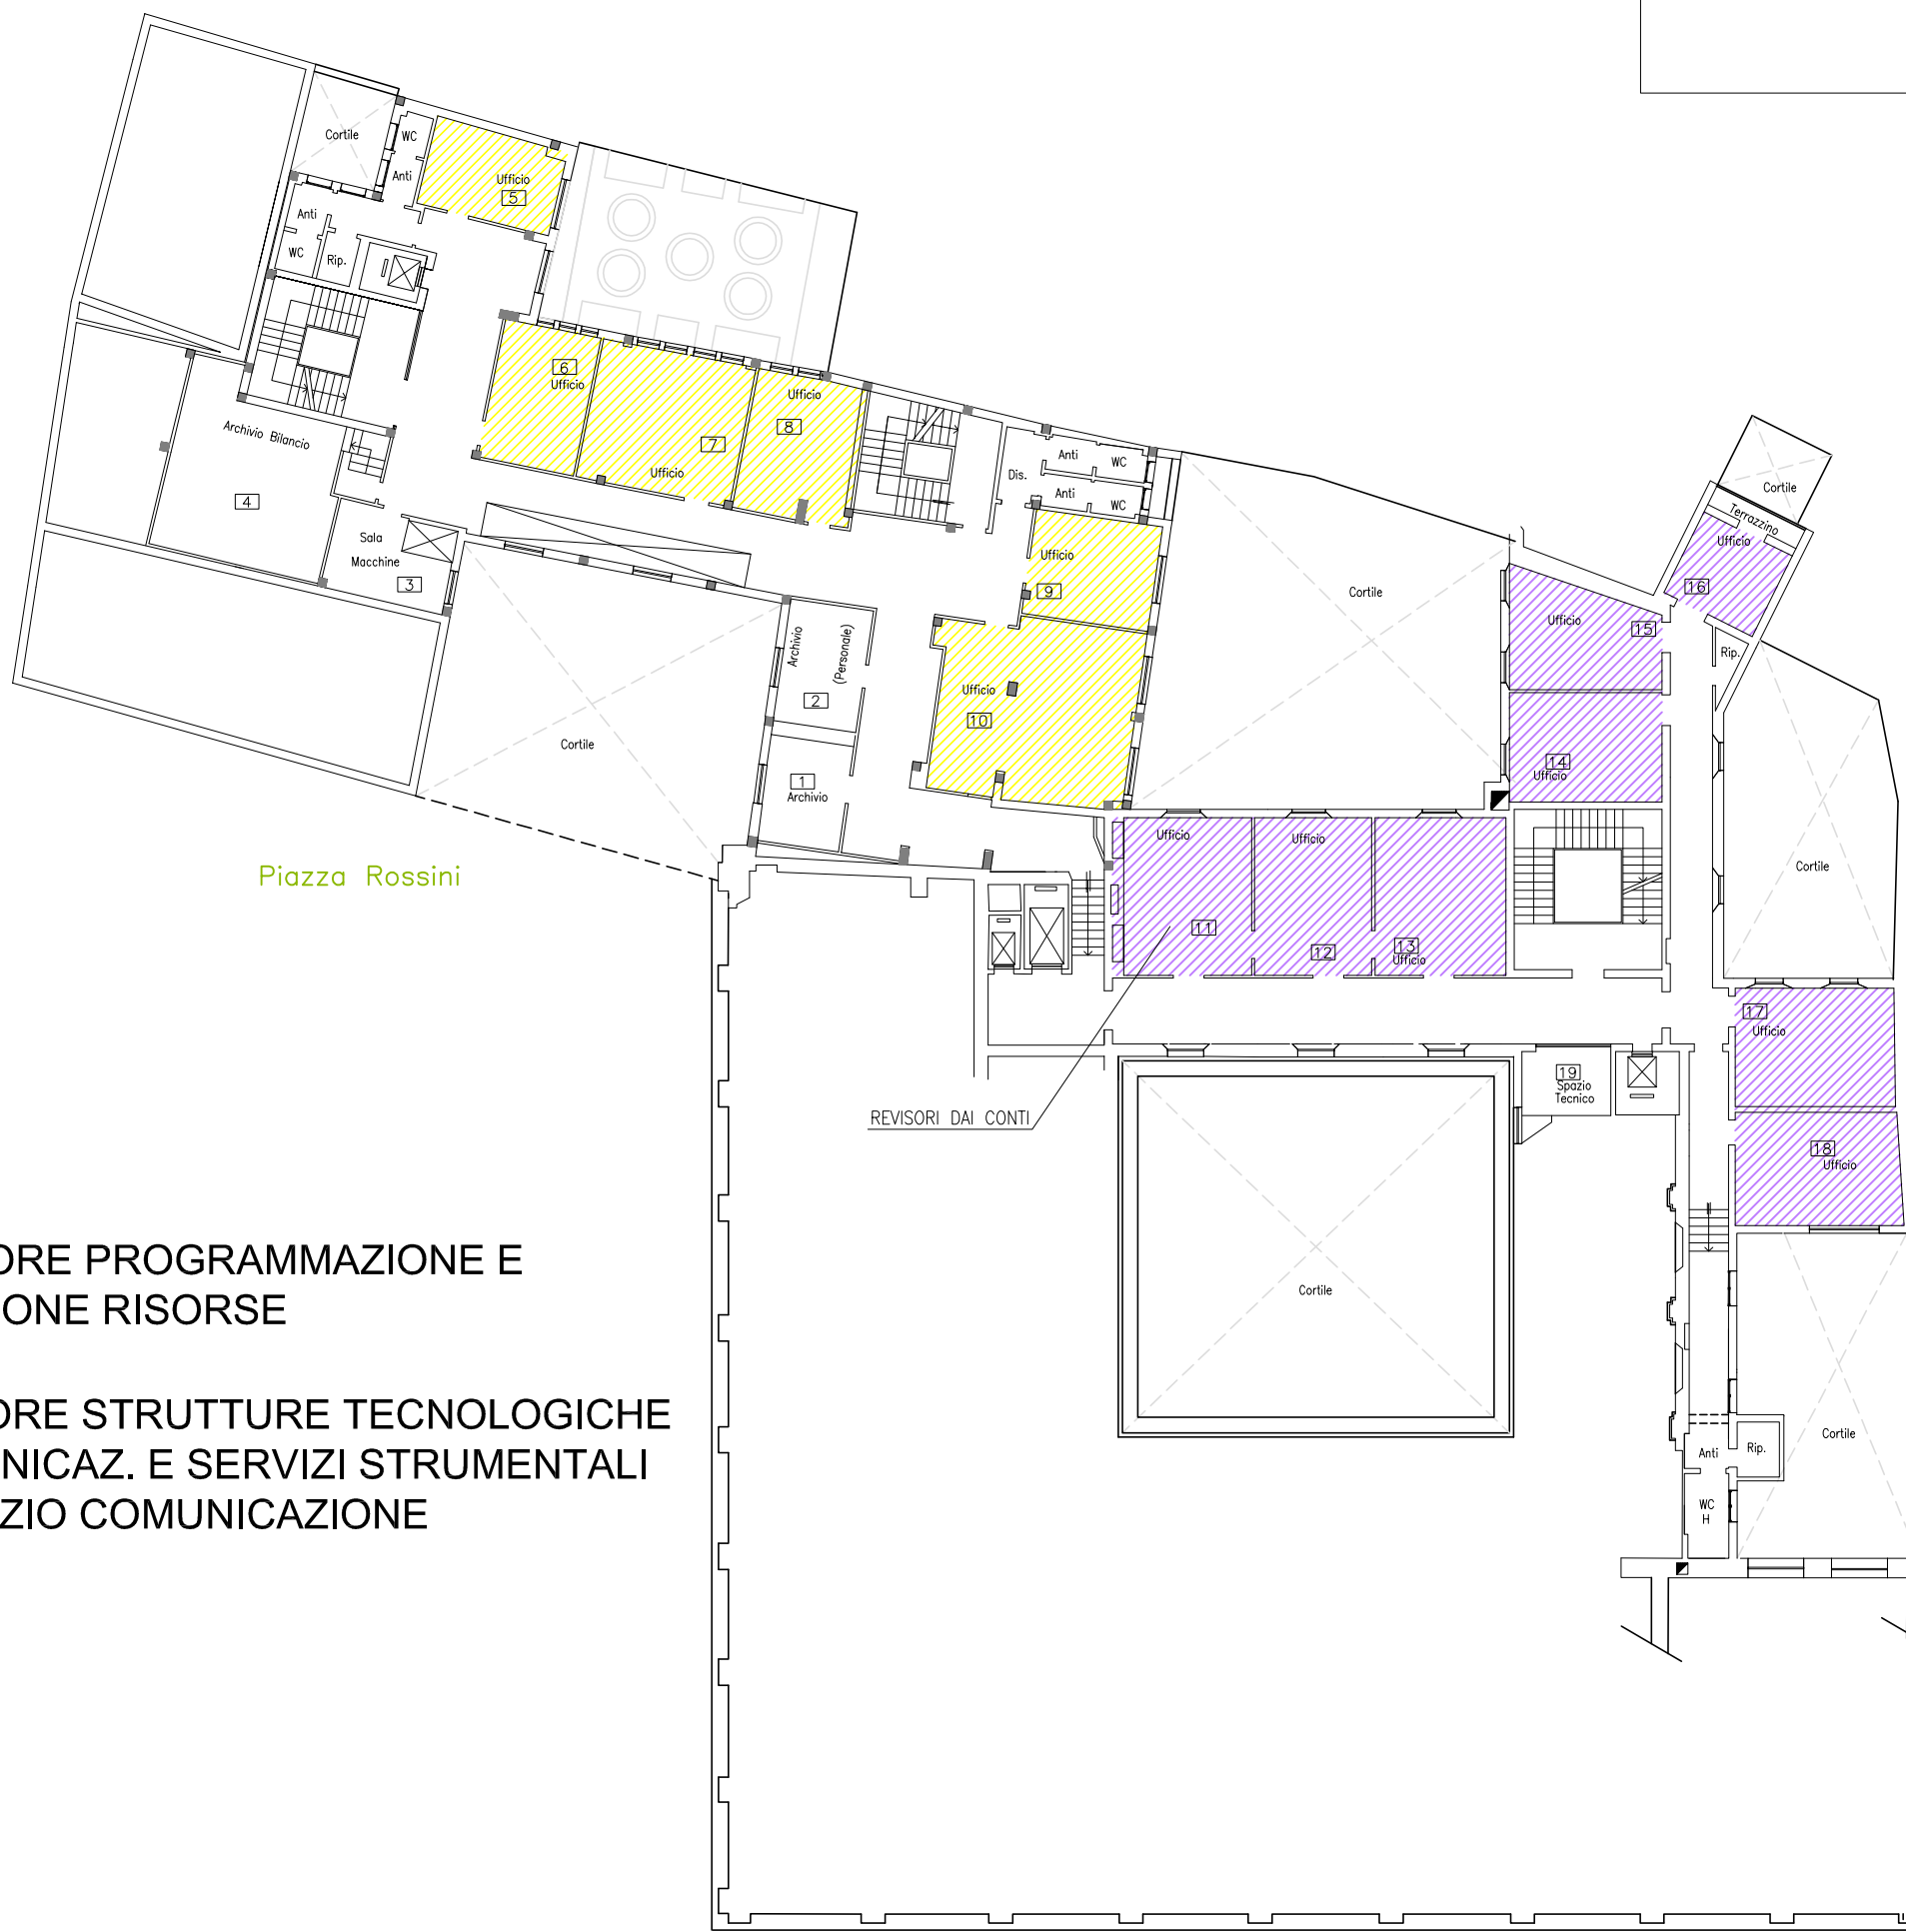 Cortile
WC
Anti
Ufficio
5
Anti
WC
Rip.
6
Ufficio
7
Ufficio
Ufficio
8
Archivio Bilancio
4
Sala
Macchine
3
Dis.
Anti
WC
Anti
WC
Ufficio
9
Cortile
Terrazzino
Ufficio
16
Cortile
Ufficio
15
Rip.
Archivio
(Personale)
2
Ufficio
10
Cortile
1
Archivio
14
Ufficio
Piazza Rossini
Ufficio
11
Ufficio
12
13
Ufficio
Cortile
17
Ufficio
REVISORI DAI CONTI
19
Spazio
Tecnico
18
Ufficio
Cortile
ORE PROGRAMMAZIONE E
IONE RISORSE
ORE STRUTTURE TECNOLOGICHE
NICAZ. E SERVIZI STRUMENTALI
ZIO COMUNICAZIONE
Anti
Rip.
Cortile
WC
H